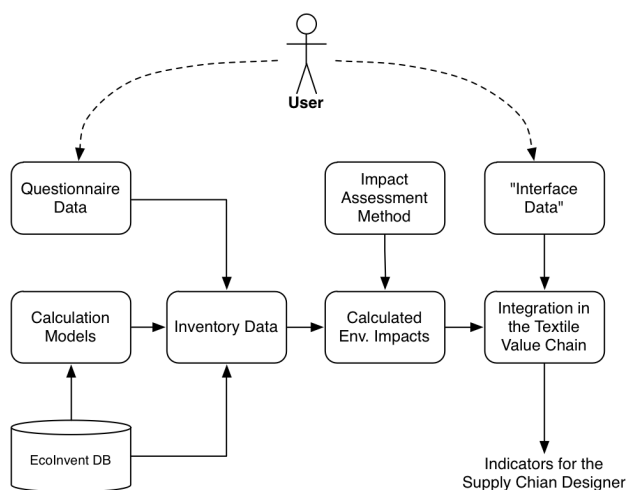 User
Questionnaire
Data
Impact
Assessment
Method
"Interface
Data"
Calculation
Models
Inventory Data
Calculated
Env. Impacts
Integration in
the Textile
Value Chain
EcoInvent DB
Indicators for the
Supply Chian Designer